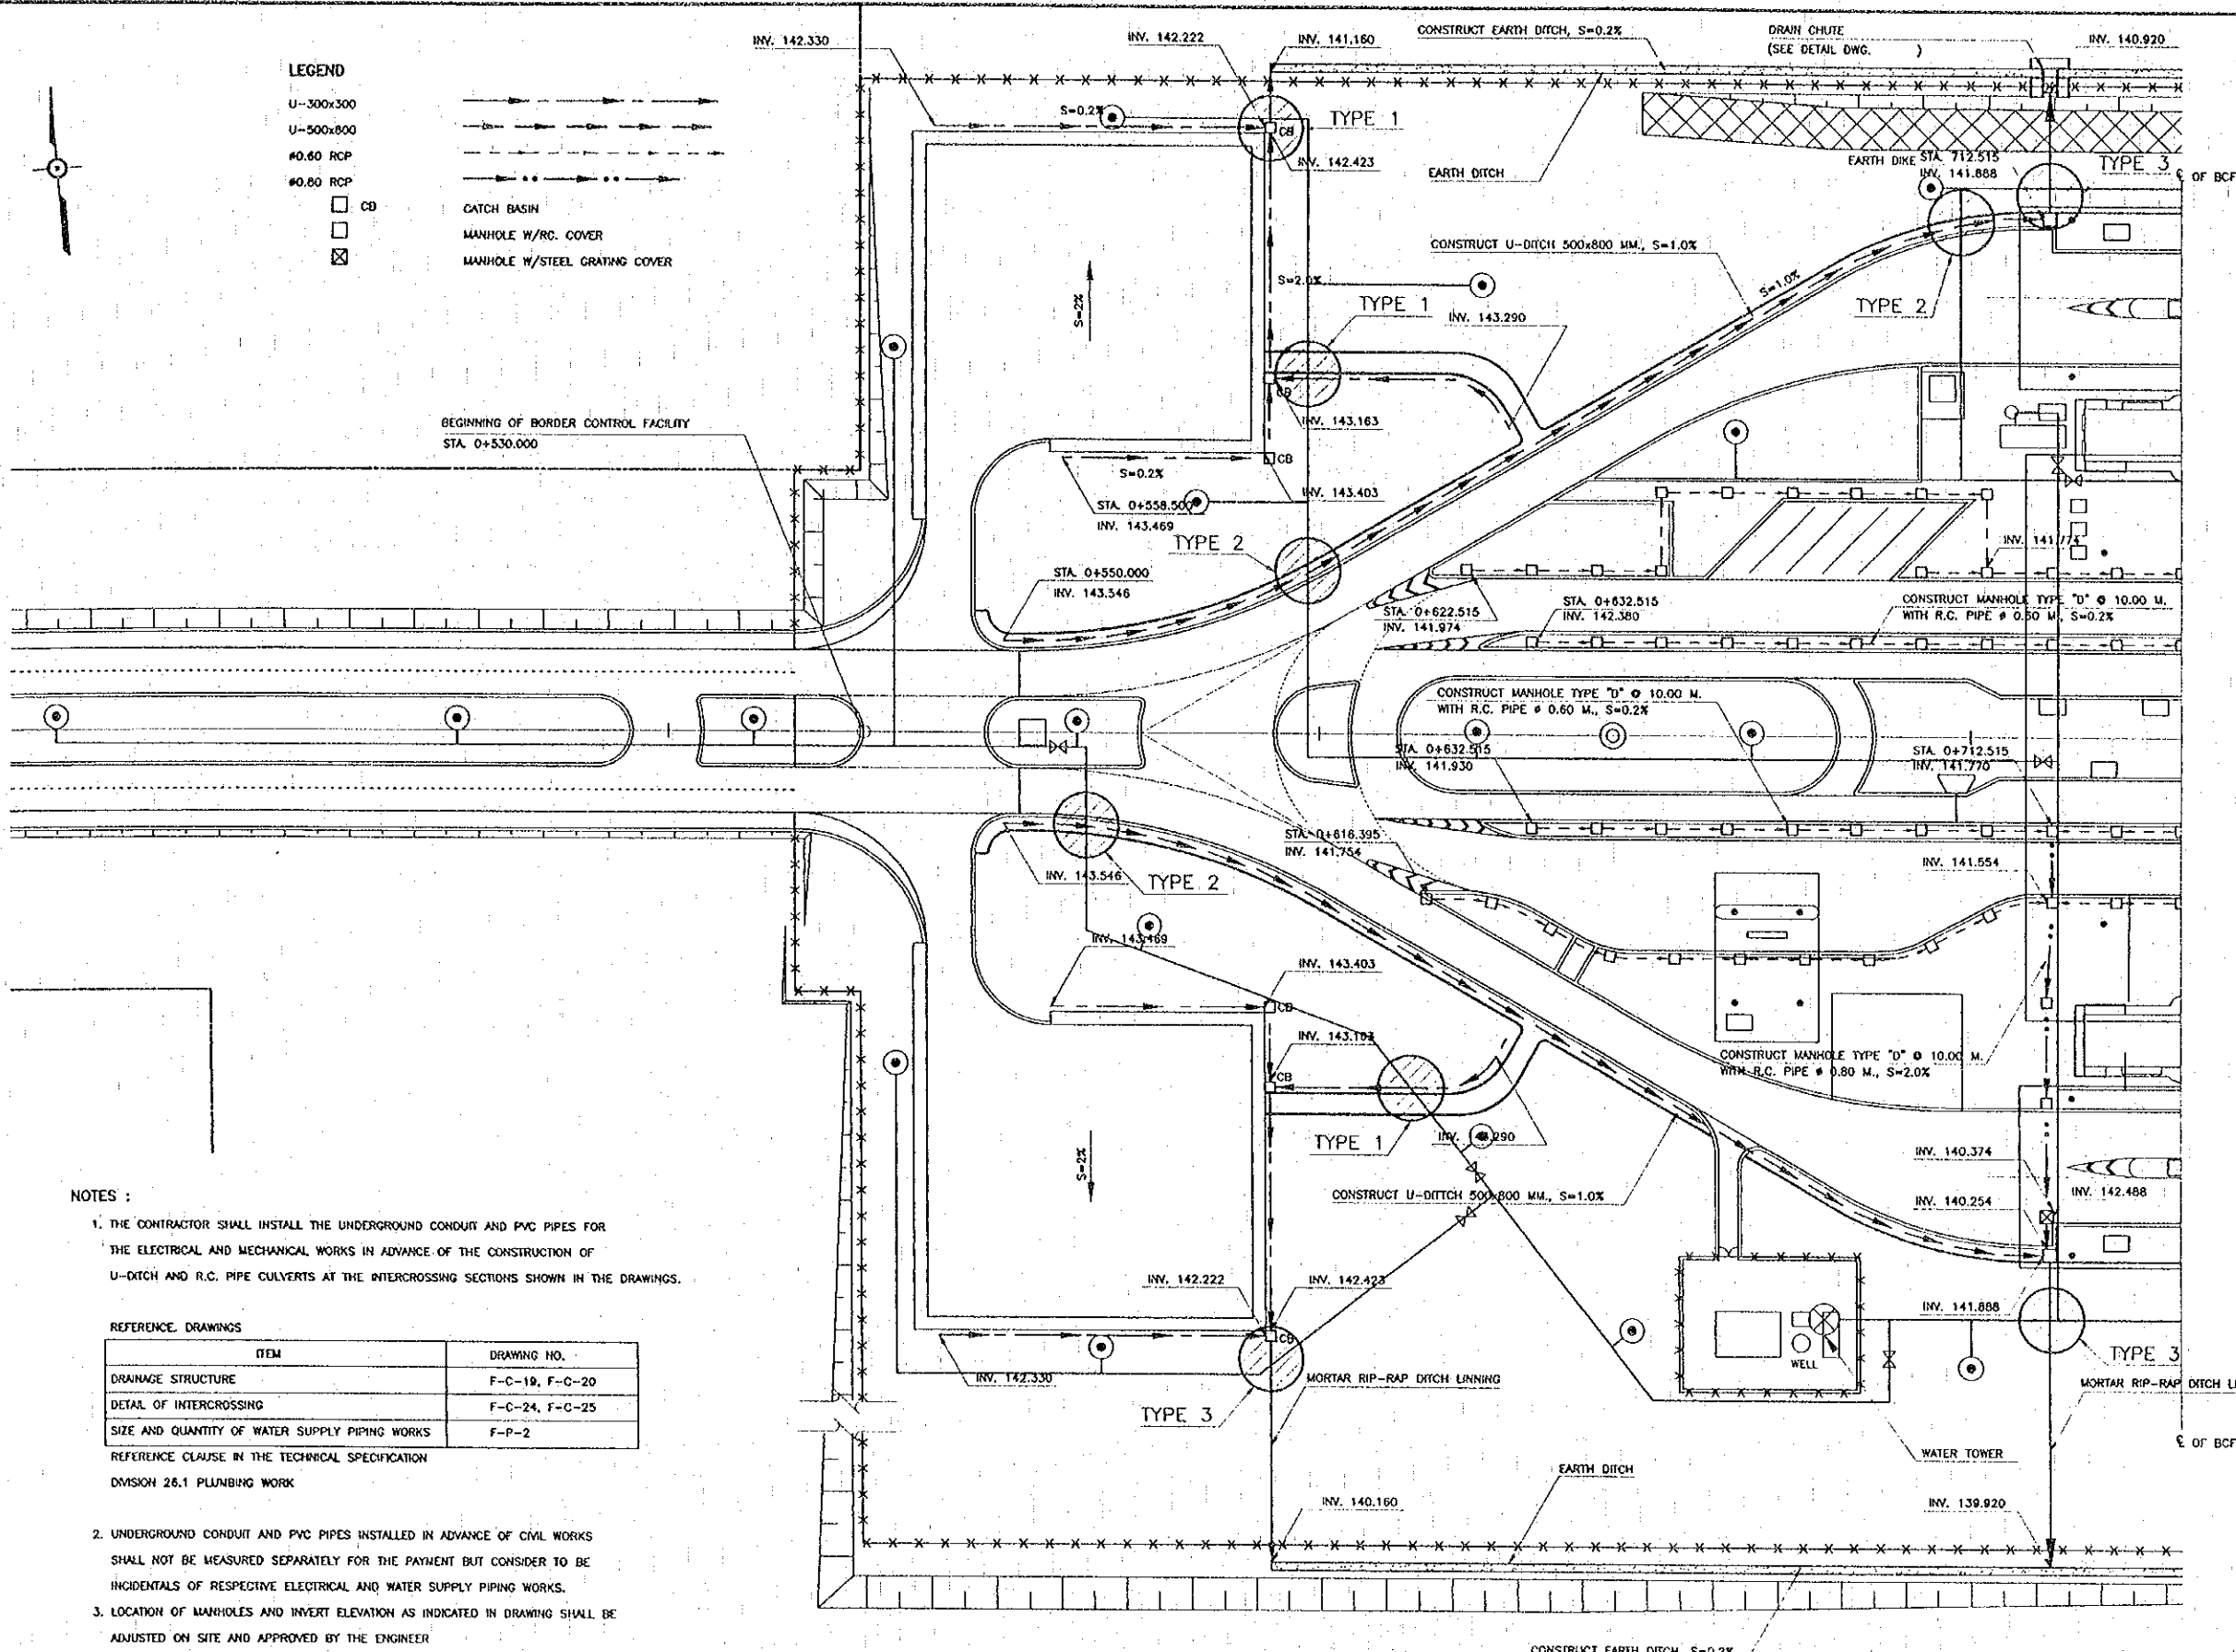 INV. 142.330
INV. 142.222
INV. 141.160
CONSTRUCT EARTH DITCH, S=0.2%
DRAIN CHUTE
(SEE DETAIL DWG. )
INV. 140.920
LEGEND
U-300x300
U-500x800
ø0.60 RCP
ø0.80 RCP
CB
CATCH BASIN
MANHOLE W/RC. COVER
MANHOLE W/STEEL GRATING COVER
S=0.2%
CB
TYPE 1
INV. 142.423
EARTH DITCH
EARTH DIKE
STA. 712.515
INV. 141.888
TYPE 3
℄ OF BCF
CONSTRUCT U-DITCH 500x800 MM., S=1.0%
S=2%
S=2.0%
S=1.0%
TYPE 1
INV. 143.290
TYPE 2
CB
INV. 143.163
BEGINNING OF BORDER CONTROL FACILITY
STA. 0+530.000
CB
S=0.2%
INV. 143.403
STA. 0+558.500
INV. 143.469
TYPE 2
INV. 141.774
STA. 0+550.000
INV. 143.546
STA. 0+622.515
INV. 141.974
STA. 0+632.515
INV. 142.380
CONSTRUCT MANHOLE TYPE "D" @ 10.00 M.
WITH R.C. PIPE ø 0.60 M., S=0.2%
CONSTRUCT MANHOLE TYPE "D" @ 10.00 M.
WITH R.C. PIPE ø 0.60 M., S=0.2%
STA. 0+632.515
INV. 141.930
STA. 0+712.515
INV. 141.770
STA. 0+616.395
INV. 141.754
INV. 141.554
INV. 143.546
TYPE 2
INV. 143.469
INV. 143.403
CB
INV. 143.163
CB
CONSTRUCT MANHOLE TYPE "D" @ 10.00 M.
WITH R.C. PIPE ø 0.80 M., S=2.0%
TYPE 1
INV. 143.290
S=2%
INV. 140.374
INV. 142.488
INV. 140.254
CONSTRUCT U-DITTCH 500x800 MM., S=1.0%
NOTES :
1. THE CONTRACTOR SHALL INSTALL THE UNDERGROUND CONDUIT AND PVC PIPES FOR
THE ELECTRICAL AND MECHANICAL WORKS IN ADVANCE OF THE CONSTRUCTION OF
U-DITCH AND R.C. PIPE CULVERTS AT THE INTERCROSSING SECTIONS SHOWN IN THE DRAWINGS.
INV. 142.222
INV. 142.423
CB
INV. 141.888
WELL
TYPE 3
INV. 142.330
MORTAR RIP-RAP DITCH LINNING
MORTAR RIP-RAP DITCH LI
TYPE 3
REFERENCE DRAWINGS
ITEM DRAWING NO.
DRAINAGE STRUCTURE F-C-19, F-C-20
DETAIL OF INTERCROSSING F-C-24, F-C-25
SIZE AND QUANTITY OF WATER SUPPLY PIPING WORKS F-P-2
REFERENCE CLAUSE IN THE TECHNICAL SPECIFICATION
DIVISION 26.1 PLUMBING WORK
WATER TOWER
℄ OF BCF
EARTH DITCH
INV. 140.160
INV. 139.920
2. UNDERGROUND CONDUIT AND PVC PIPES INSTALLED IN ADVANCE OF CIVIL WORKS
SHALL NOT BE MEASURED SEPARATELY FOR THE PAYMENT BUT CONSIDER TO BE
INCIDENTALS OF RESPECTIVE ELECTRICAL AND WATER SUPPLY PIPING WORKS.
3. LOCATION OF MANHOLES AND INVERT ELEVATION AS INDICATED IN DRAWING SHALL BE
ADJUSTED ON SITE AND APPROVED BY THE ENGINEER
CONSTRUCT EARTH DITCH, S=0.2%